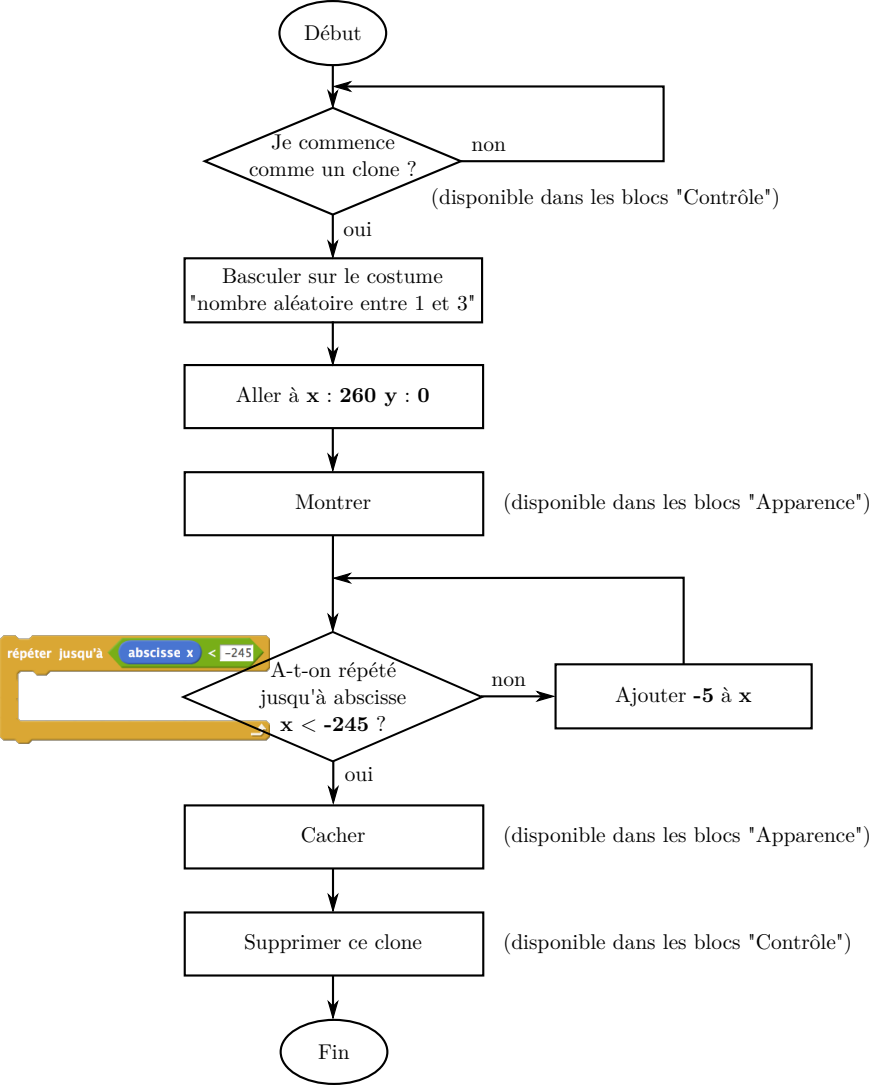 Début
Je commence
comme un clone ?
non
(disponible dans les blocs "Contrôle")
oui
Basculer sur le costume
"nombre aléatoire entre 1 et 3"
Aller à x : 260 y : 0
Montrer
(disponible dans les blocs "Apparence")
répéter jusqu'à abscisse x < -245
A-t-on répété
jusqu'à abscisse
x < -245 ?
non
Ajouter -5 à x
oui
Cacher
(disponible dans les blocs "Apparence")
Supprimer ce clone
(disponible dans les blocs "Contrôle")
Fin